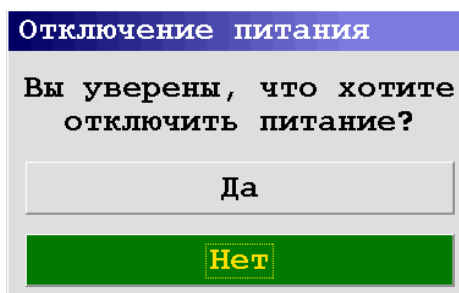 Отключение питания
Вы уверены, что хотите
отключить питание?
Да
Нет